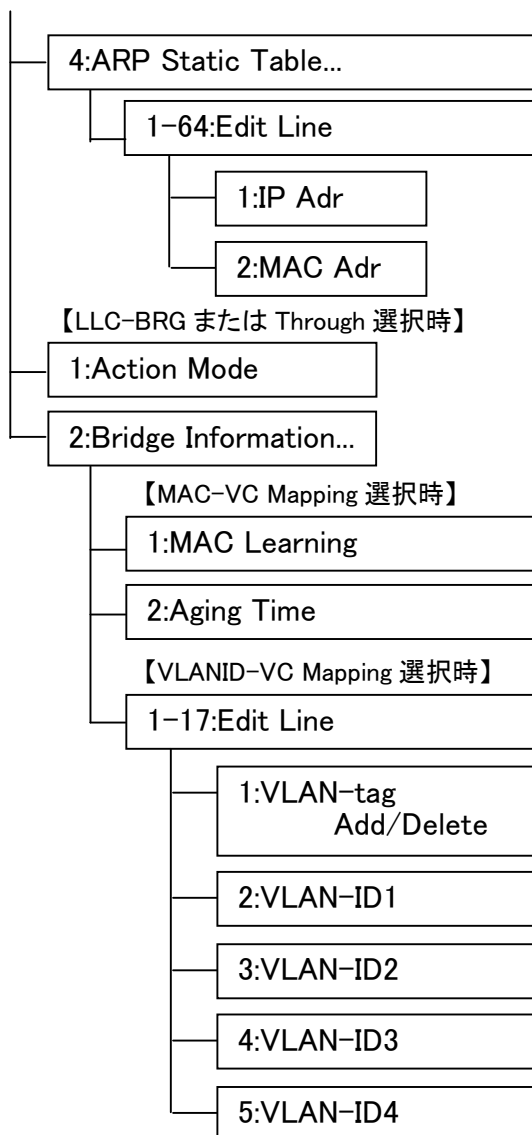 4:ARP Static Table...
1-64:Edit Line
1:IP Adr
2:MAC Adr
【LLC-BRG または Through 選択時】
1:Action Mode
2:Bridge Information...
【MAC-VC Mapping 選択時】
1:MAC Learning
2:Aging Time
【VLANID-VC Mapping 選択時】
1-17:Edit Line
1:VLAN-tag
Add/Delete
2:VLAN-ID1
3:VLAN-ID2
4:VLAN-ID3
5:VLAN-ID4